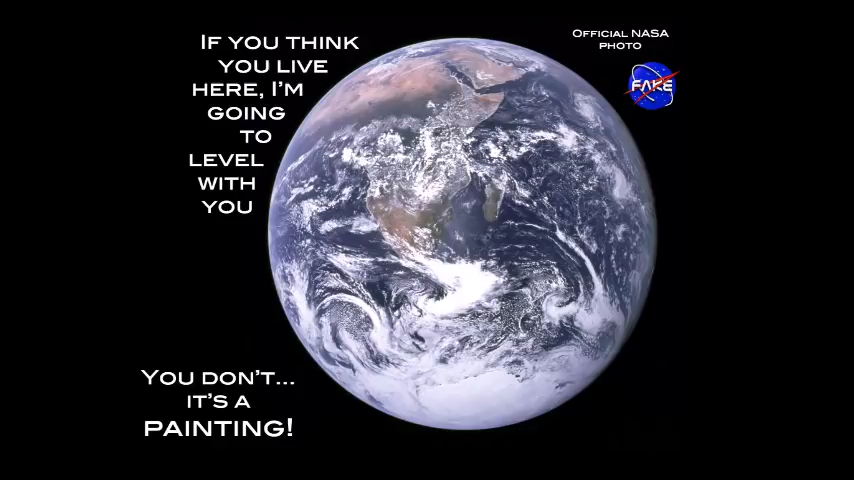 IF YOU THINK
YOU LIVE
HERE, I'M
GOING
TO
LEVEL
WITH
YOU
OFFICIAL NASA
PHOTO
FAKE
YOU DON'T...
IT'S A
PAINTING!